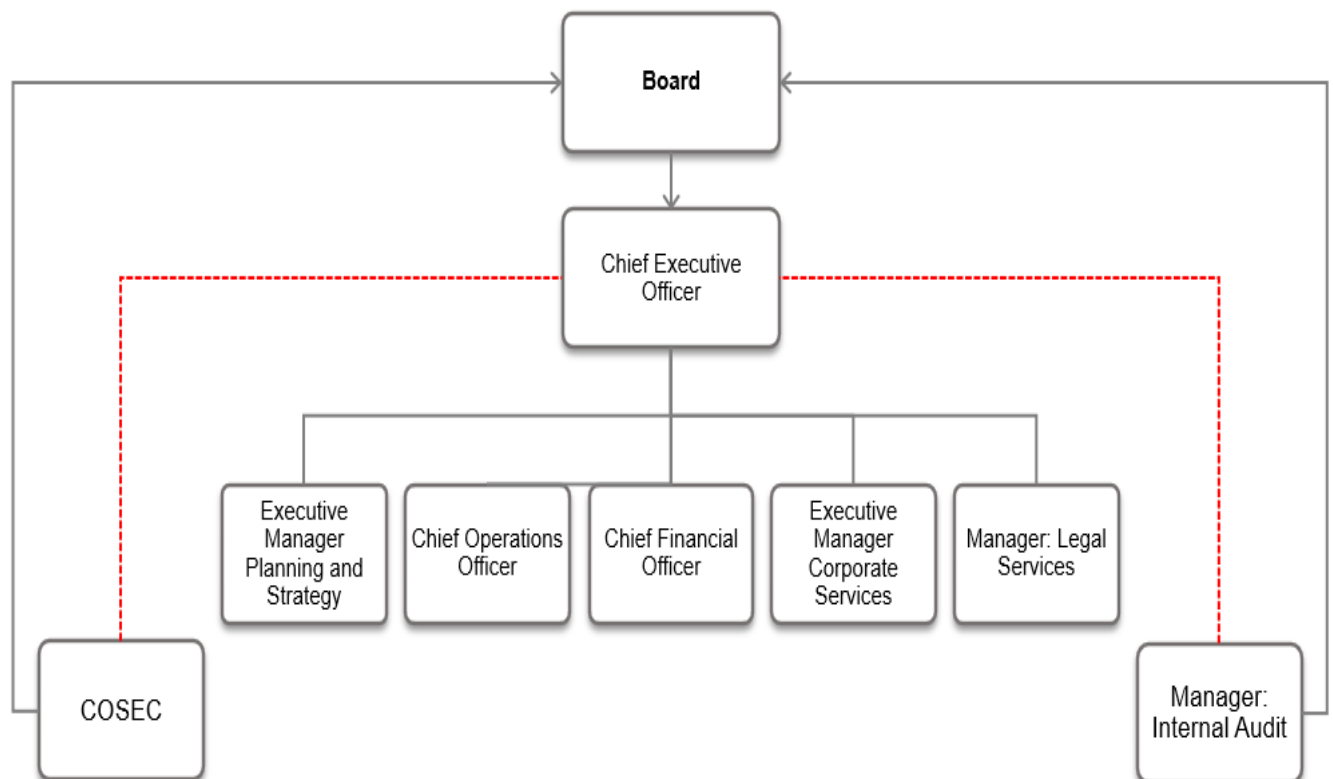 Board
Chief Executive
Officer
Executive
Manager
Planning and
Strategy
Chief Operations
Officer
Chief Financial
Officer
Executive
Manager
Corporate
Services
Manager: Legal
Services
COSEC
Manager:
Internal Audit